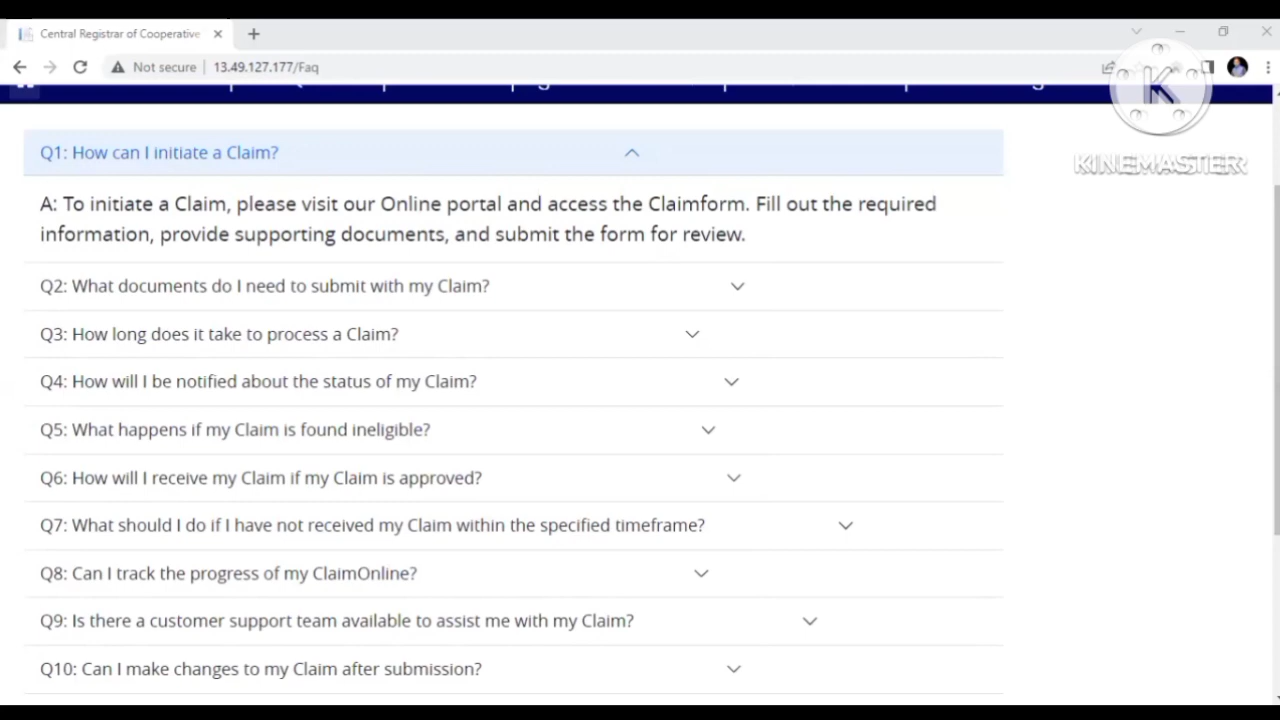 Central Registrar of Cooperative
Not secure
13.49.127.177/Faq
K
KINEMASTER
Q1: How can I initiate a Claim?
A: To initiate a Claim, please visit our Online portal and access the Claimform. Fill out the required
information, provide supporting documents, and submit the form for review.
Q2: What documents do I need to submit with my Claim?
Q3: How long does it take to process a Claim?
Q4: How will I be notified about the status of my Claim?
Q5: What happens if my Claim is found ineligible?
Q6: How will I receive my Claim if my Claim is approved?
Q7: What should I do if I have not received my Claim within the specified timeframe?
Q8: Can I track the progress of my ClaimOnline?
Q9: Is there a customer support team available to assist me with my Claim?
Q10: Can I make changes to my Claim after submission?